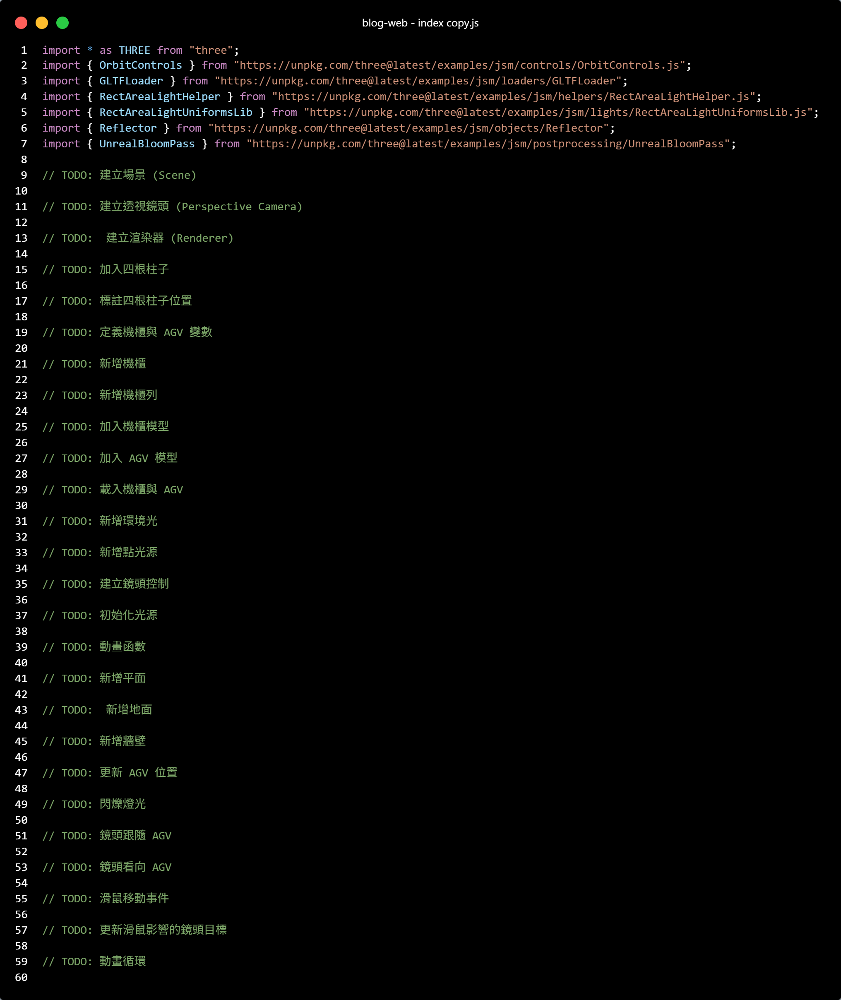 blog-web - index copy.js
1 import * as THREE from "three";
2 import { OrbitControls } from "https://unpkg.com/three@latest/examples/jsm/controls/OrbitControls.js";
3 import { GLTFLoader } from "https://unpkg.com/three@latest/examples/jsm/loaders/GLTFLoader";
4 import { RectAreaLightHelper } from "https://unpkg.com/three@latest/examples/jsm/helpers/RectAreaLightHelper.js";
5 import { RectAreaLightUniformsLib } from "https://unpkg.com/three@latest/examples/jsm/lights/RectAreaLightUniformsLib.js";
6 import { Reflector } from "https://unpkg.com/three@latest/examples/jsm/objects/Reflector";
7 import { UnrealBloomPass } from "https://unpkg.com/three@latest/examples/jsm/postprocessing/UnrealBloomPass";
8
9 // TODO: 建立場景 (Scene)
10
11 // TODO: 建立透視鏡頭 (Perspective Camera)
12
13 // TODO:  建立渲染器 (Renderer)
14
15 // TODO: 加入四根柱子
16
17 // TODO: 標註四根柱子位置
18
19 // TODO: 定義機櫃與 AGV 變數
20
21 // TODO: 新增機櫃
22
23 // TODO: 新增機櫃列
24
25 // TODO: 加入機櫃模型
26
27 // TODO: 加入 AGV 模型
28
29 // TODO: 載入機櫃與 AGV
30
31 // TODO: 新增環境光
32
33 // TODO: 新增點光源
34
35 // TODO: 建立鏡頭控制
36
37 // TODO: 初始化光源
38
39 // TODO: 動畫函數
40
41 // TODO: 新增平面
42
43 // TODO:  新增地面
44
45 // TODO: 新增牆壁
46
47 // TODO: 更新 AGV 位置
48
49 // TODO: 閃爍燈光
50
51 // TODO: 鏡頭跟隨 AGV
52
53 // TODO: 鏡頭看向 AGV
54
55 // TODO: 滑鼠移動事件
56
57 // TODO: 更新滑鼠影響的鏡頭目標
58
59 // TODO: 動畫循環
60